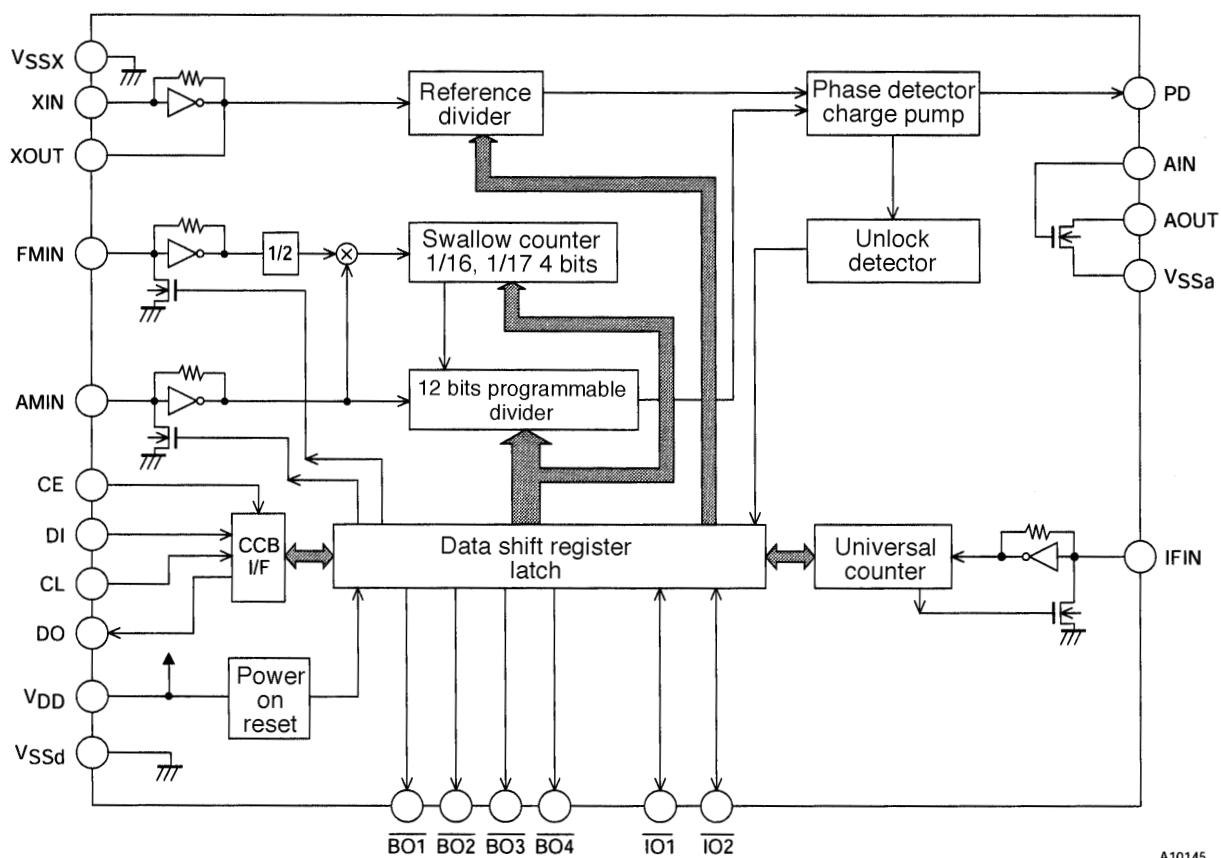 VSSX
XIN
XOUT
FMIN
AMIN
CE
DI
CL
DO
VDD
VSSd
Reference
divider
Phase detector
charge pump
PD
AIN
AOUT
VSSa
1/2
Swallow counter
1/16, 1/17 4 bits
Unlock
detector
12 bits programmable
divider
CCB
I/F
Data shift register
latch
Universal
counter
IFIN
Power
on
reset
BO1 BO2 BO3 BO4 IO1 IO2
A10145